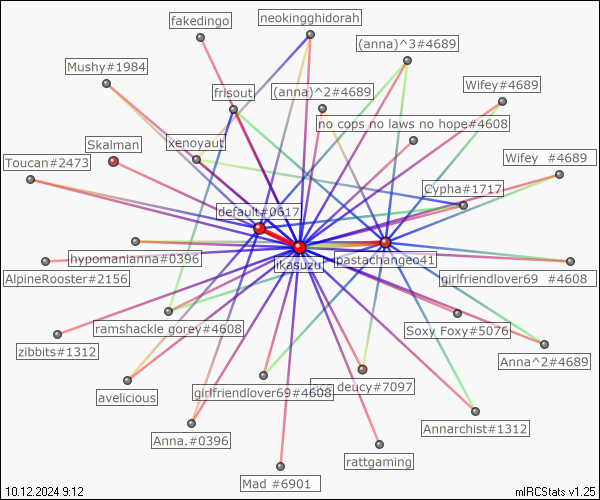 fakedingo
neokingghidorah
(anna)^3#4689
Mushy#1984
frisout
(anna)^2#4689
Wifey#4689
no cops no laws no hope#4608
Skalman
xenoyaut
Toucan#2473
Wifey #4689
Cypha#1717
default#0617
hypomanianna#0396
ikasuzu
pastachangeo41
AlpineRooster#2156
girlfriendlover69 #4608
ramshackle gorey#4608
Soxy Foxy#5076
zibbits#1312
Anna^2#4689
avelicious
girlfriendlover69#4608
deucy#7097
Anna.#0396
Annarchist#1312
rattgaming
Mad #6901
10.12.2024 9:12
mIRCStats v1.25